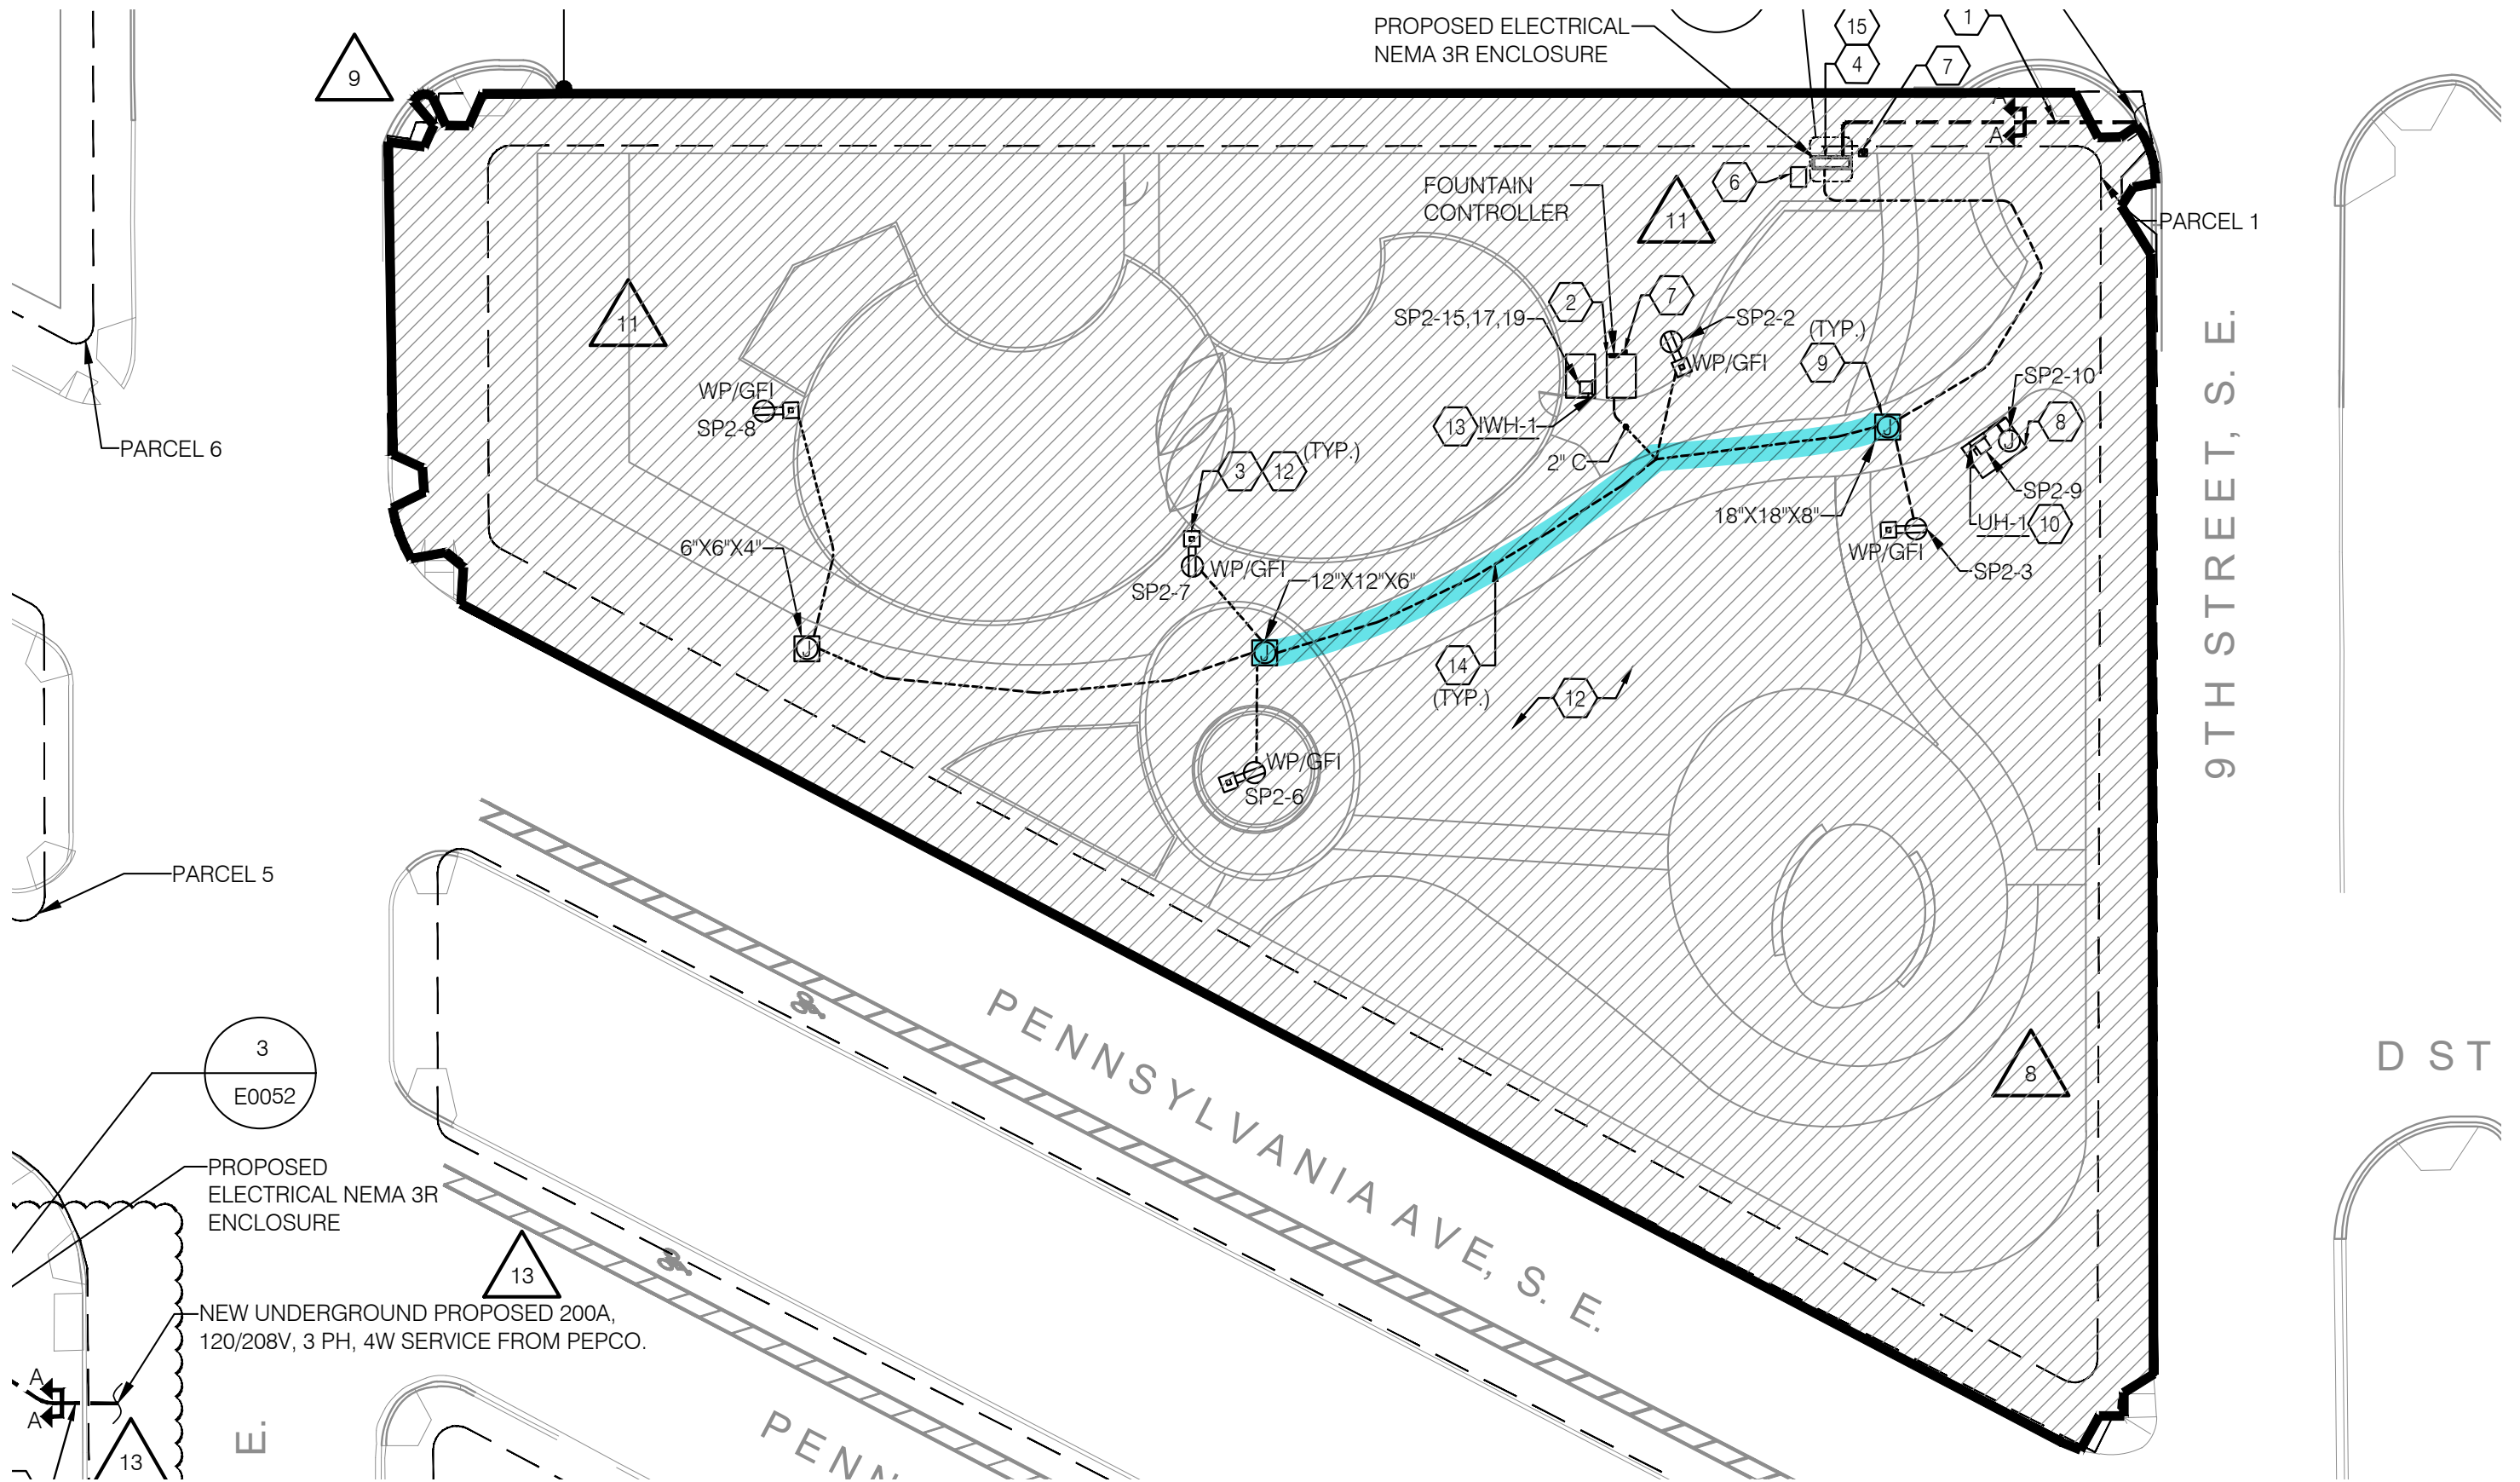 PROPOSED ELECTRICAL
NEMA 3R ENCLOSURE
15
4
1
7
9
A
A
6
FOUNTAIN
CONTROLLER
11
PARCEL 1
11
2
7
SP2-15,17,19
SP2-2
(TYP.)
WP/GFI
9
SP2-10
WP/GFI
SP2-8
13
IWH-1
8
J
J
PARCEL 6
(TYP.)
3
12
2" C
SP2-9
18"X18"X8"
UH-1
10
WP/GFI
6"X6"X4"
WP/GFI
12"X12"X6"
SP2-3
SP2-7
J
J
14
(TYP.)
12
WP/GFI
SP2-6
9TH STREET, S. E.
PARCEL 5
PENNSYLVANIA AVE, S. E.
3
E0052
8
D ST
PROPOSED
ELECTRICAL NEMA 3R
ENCLOSURE
13
NEW UNDERGROUND PROPOSED 200A,
120/208V, 3 PH, 4W SERVICE FROM PEPCO.
A
A
13
E.
PENN